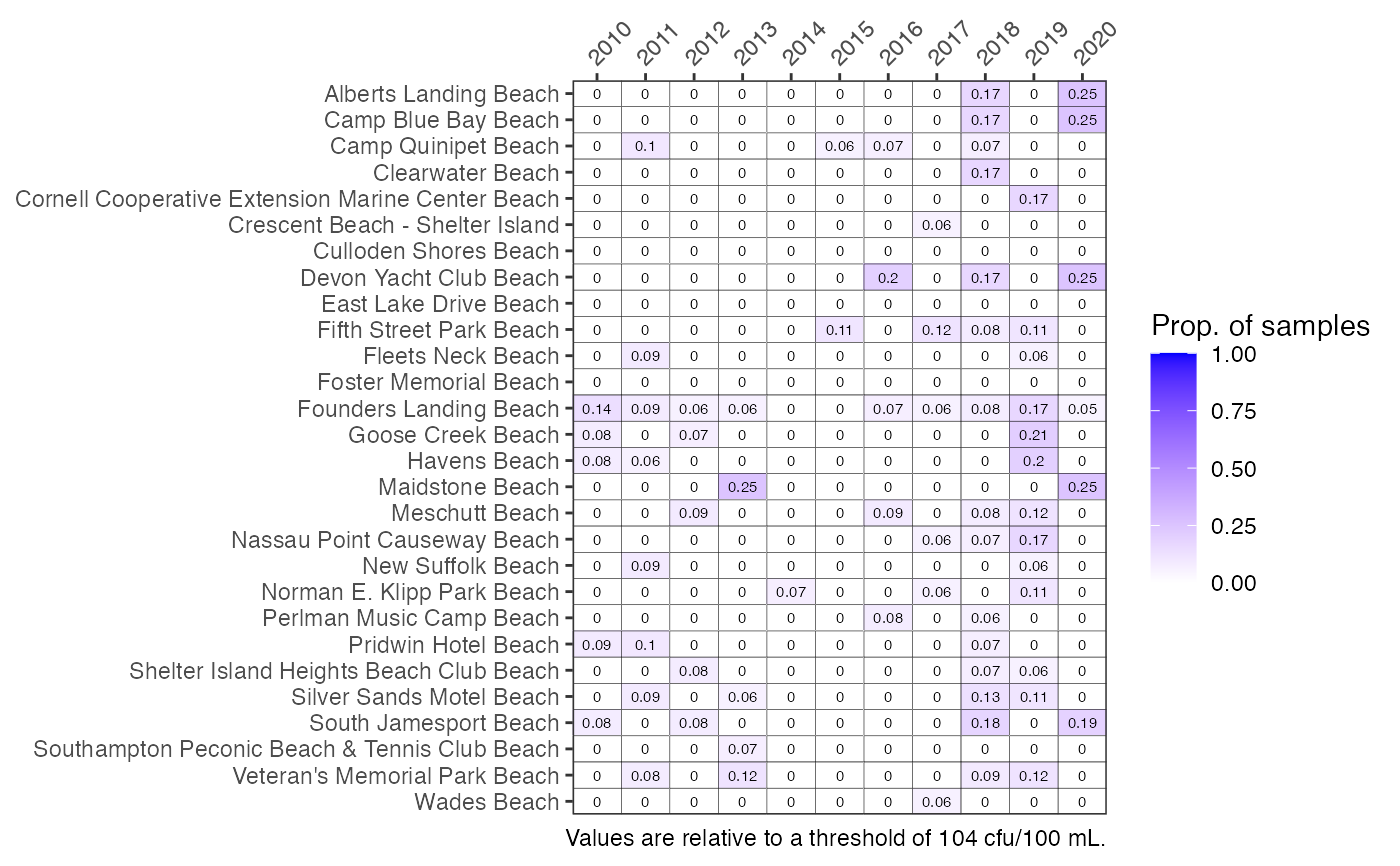 2010 2011 2012 2013 2014 2015 2016 2017 2018 2019 2020
Alberts Landing Beach 0 0 0 0 0 0 0 0 0.17 0 0.25
Camp Blue Bay Beach 0 0 0 0 0 0 0 0 0.17 0 0.25
Camp Quinipet Beach 0 0.1 0 0 0 0.06 0.07 0 0.07 0 0
Clearwater Beach 0 0 0 0 0 0 0 0 0.17 0 0
Cornell Cooperative Extension Marine Center Beach 0 0 0 0 0 0 0 0 0 0.17 0
Crescent Beach - Shelter Island 0 0 0 0 0 0 0 0.06 0 0 0
Culloden Shores Beach 0 0 0 0 0 0 0 0 0 0 0
Devon Yacht Club Beach 0 0 0 0 0 0 0.2 0 0.17 0 0.25
East Lake Drive Beach 0 0 0 0 0 0 0 0 0 0 0
Fifth Street Park Beach 0 0 0 0 0 0.11 0 0.12 0.08 0.11 0
Fleets Neck Beach 0 0.09 0 0 0 0 0 0 0 0.06 0
Foster Memorial Beach 0 0 0 0 0 0 0 0 0 0 0
Founders Landing Beach 0.14 0.09 0.06 0.06 0 0 0.07 0.06 0.08 0.17 0.05
Goose Creek Beach 0.08 0 0.07 0 0 0 0 0 0 0.21 0
Havens Beach 0.08 0.06 0 0 0 0 0 0 0 0.2 0
Maidstone Beach 0 0 0 0.25 0 0 0 0 0 0 0.25
Meschutt Beach 0 0 0.09 0 0 0 0.09 0 0.08 0.12 0
Nassau Point Causeway Beach 0 0 0 0 0 0 0 0.06 0.07 0.17 0
New Suffolk Beach 0 0.09 0 0 0 0 0 0 0 0.06 0
Norman E. Klipp Park Beach 0 0 0 0 0.07 0 0 0.06 0 0.11 0
Perlman Music Camp Beach 0 0 0 0 0 0 0.08 0 0.06 0 0
Pridwin Hotel Beach 0.09 0.1 0 0 0 0 0 0 0.07 0 0
Shelter Island Heights Beach Club Beach 0 0 0.08 0 0 0 0 0 0.07 0.06 0
Silver Sands Motel Beach 0 0.09 0 0.06 0 0 0 0 0.13 0.11 0
South Jamesport Beach 0.08 0 0.08 0 0 0 0 0 0.18 0 0.19
Southampton Peconic Beach & Tennis Club Beach 0 0 0 0.07 0 0 0 0 0 0 0
Veteran's Memorial Park Beach 0 0.08 0 0.12 0 0 0 0 0.09 0.12 0
Wades Beach 0 0 0 0 0 0 0 0.06 0 0 0
Values are relative to a threshold of 104 cfu/100 mL.
Prop. of samples
1.00
0.75
0.50
0.25
0.00